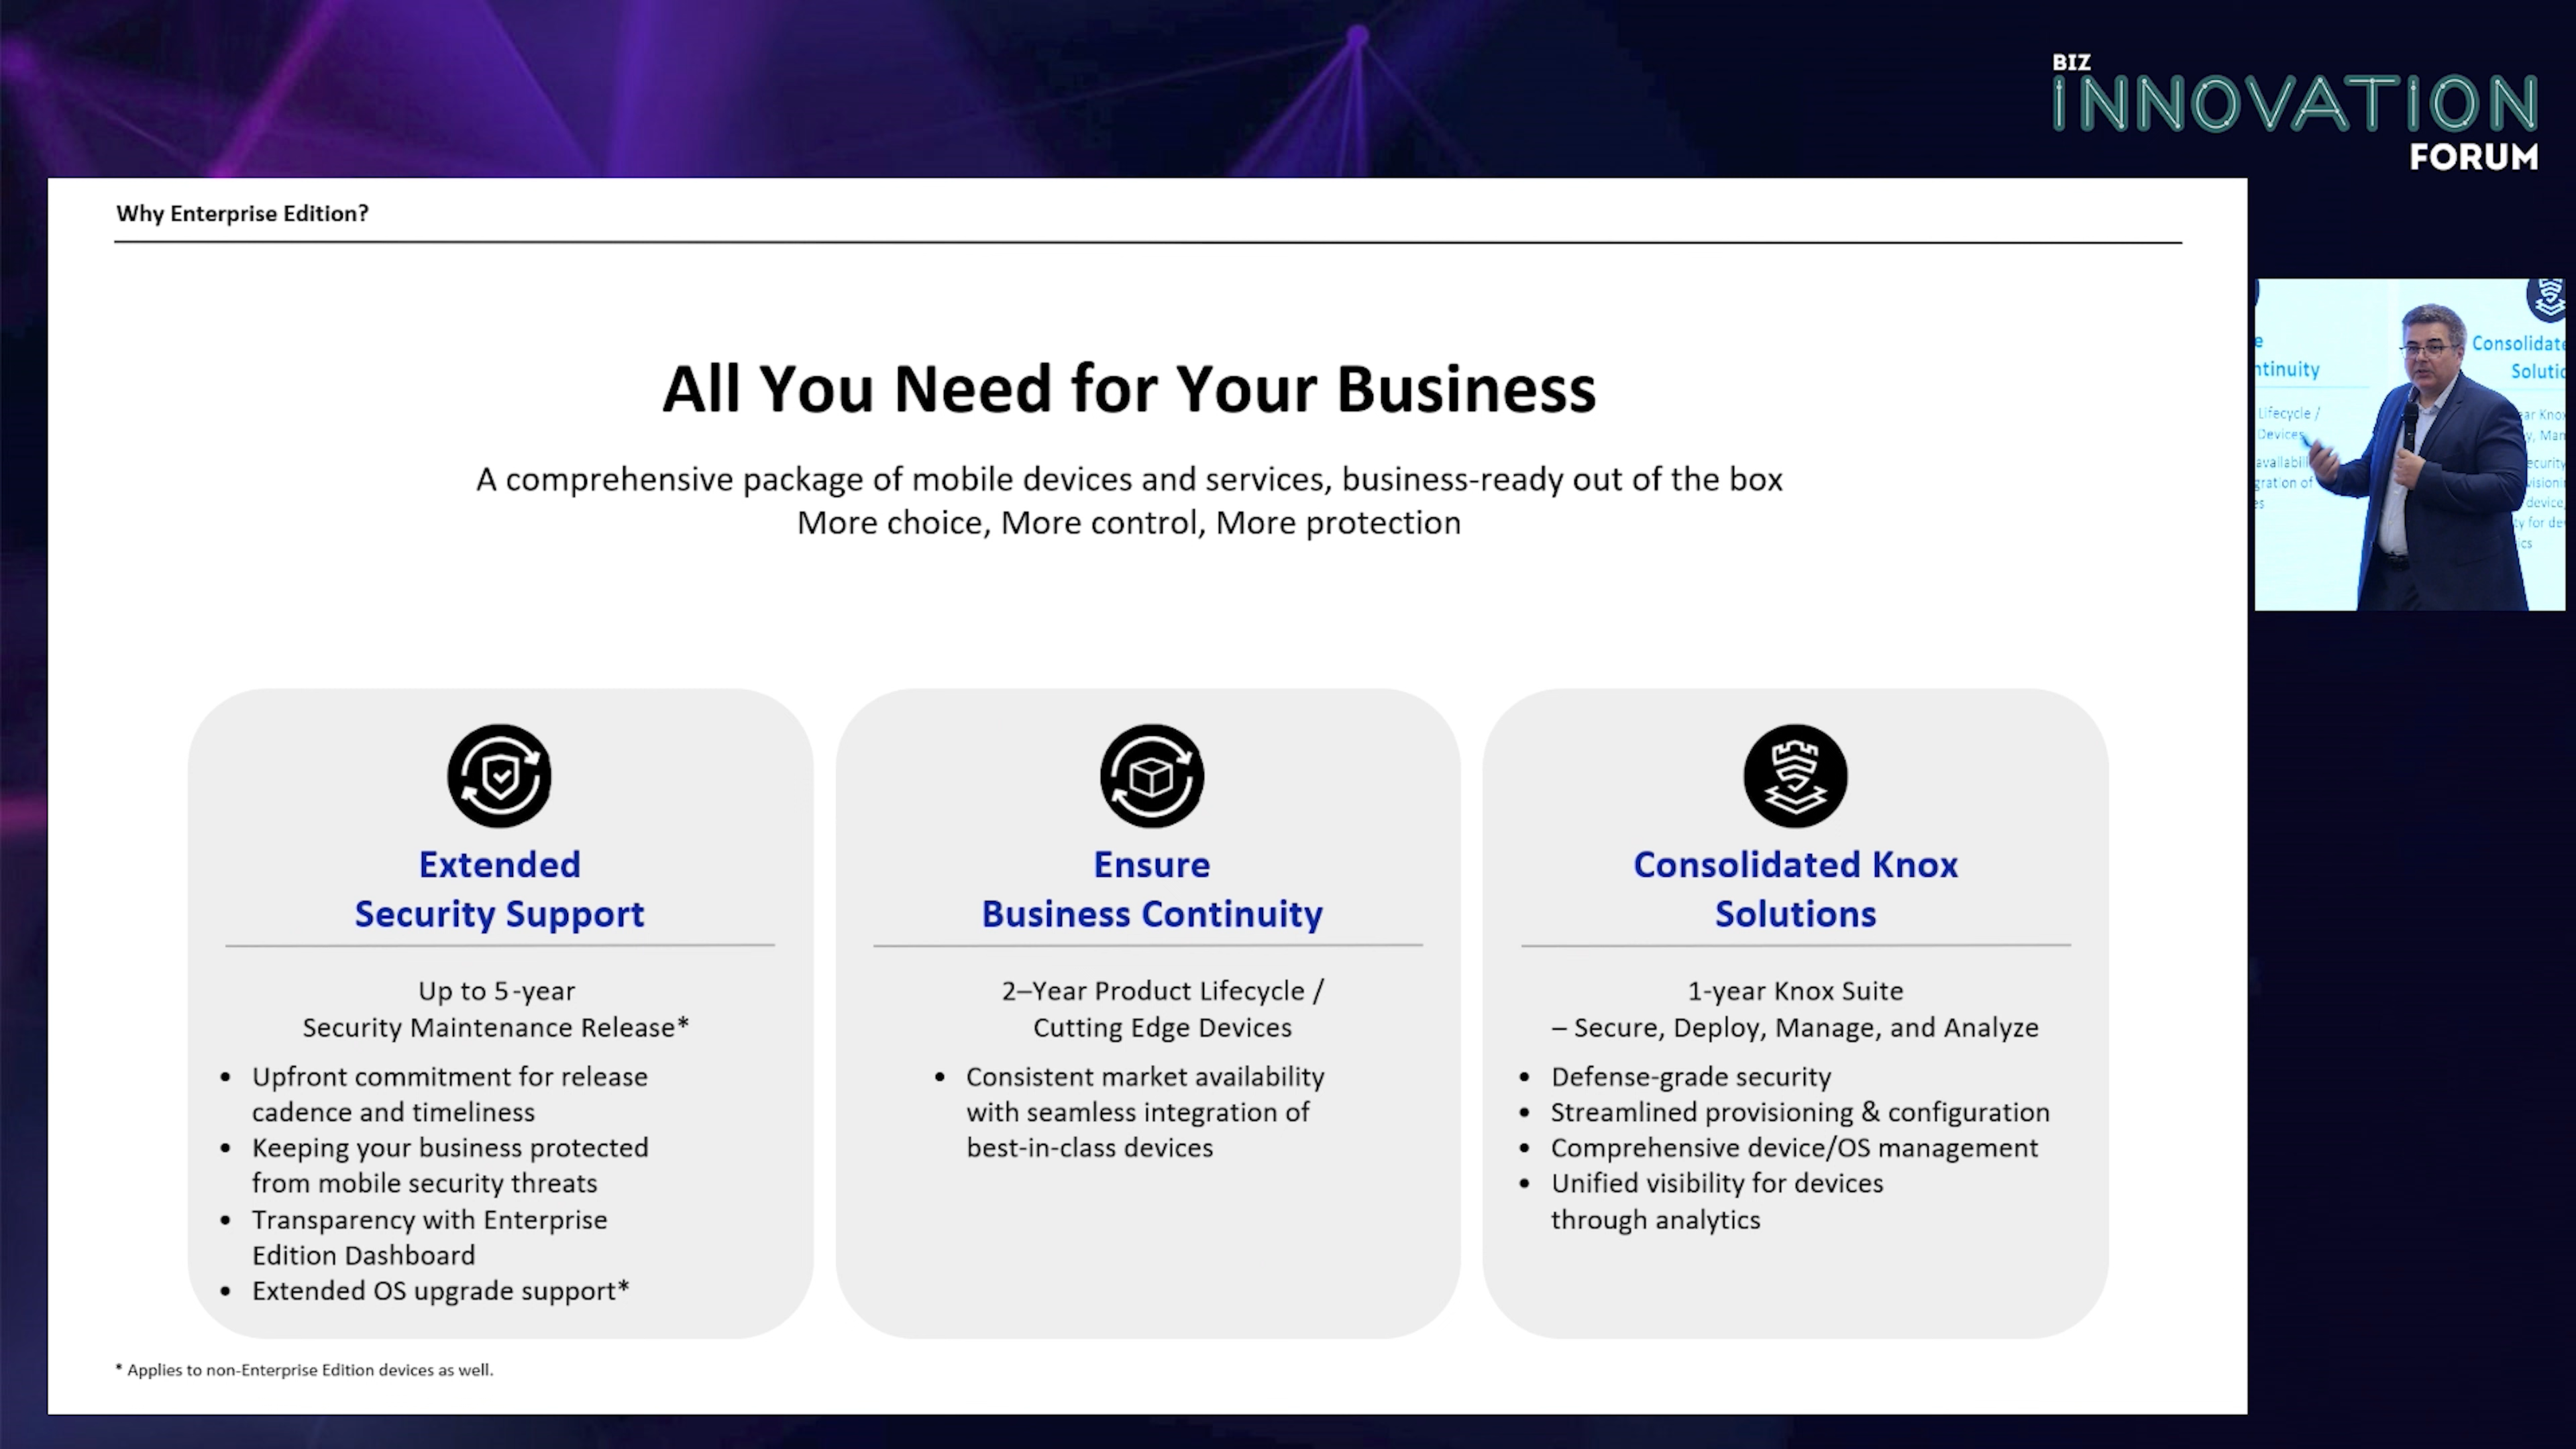 BIZ
INNOVATION
FORUM
Why Enterprise Edition?
All You Need for Your Business
A comprehensive package of mobile devices and services, business-ready out of the box
More choice, More control, More protection
Extended
Security Support
Up to 5-year
Security Maintenance Release*
• Upfront commitment for release
cadence and timeliness
• Keeping your business protected
from mobile security threats
• Transparency with Enterprise
Edition Dashboard
• Extended OS upgrade support*
Ensure
Business Continuity
2–Year Product Lifecycle /
Cutting Edge Devices
• Consistent market availability
with seamless integration of
best-in-class devices
Consolidated Knox
Solutions
1-year Knox Suite
– Secure, Deploy, Manage, and Analyze
• Defense-grade security
• Streamlined provisioning & configuration
• Comprehensive device/OS management
• Unified visibility for devices
through analytics
* Applies to non-Enterprise Edition devices as well.
Lifecycle /
Devices